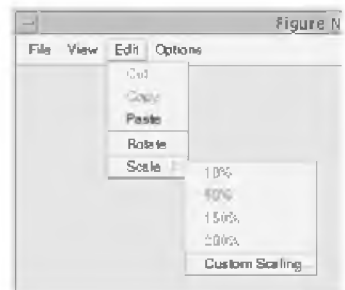 Figure N
File View Edit Options
Cut
Copy
Paste
Rotate
Scale
10%
50%
150%
200%
Custom Scaling